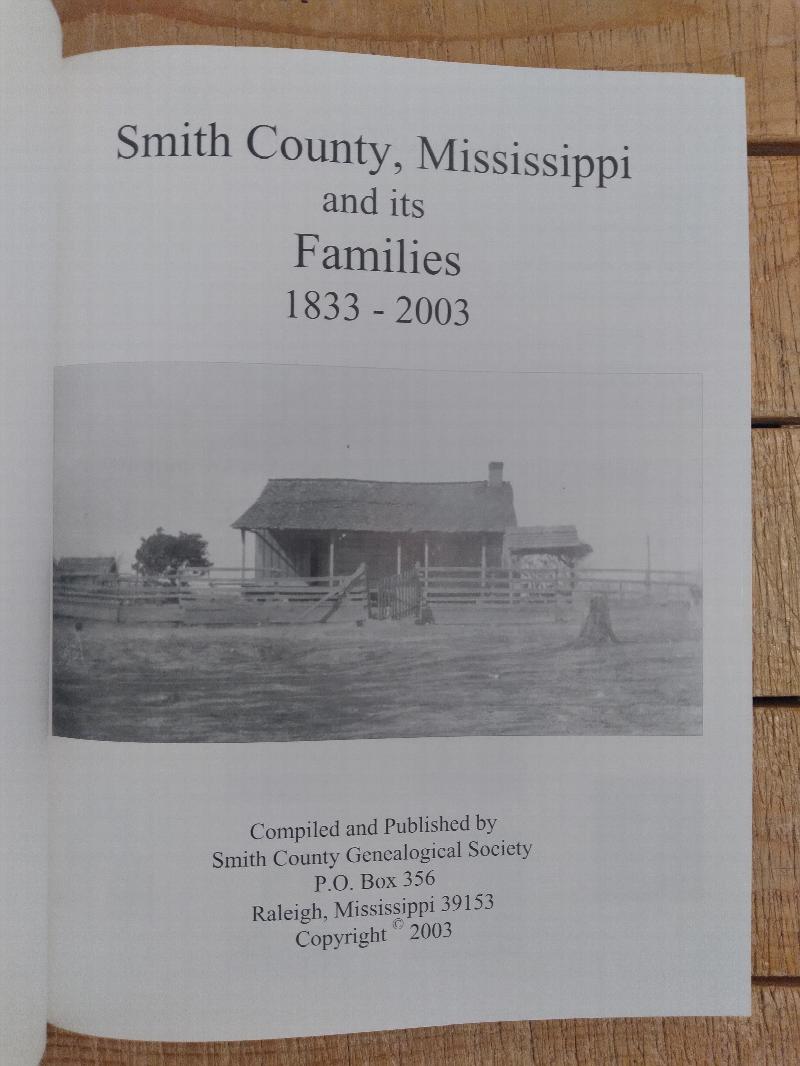 Smith County, Mississippi
and its
Families
1833 - 2003
Compiled and Published by
Smith County Genealogical Society
P.O. Box 356
Raleigh, Mississippi 39153
Copyright © 2003